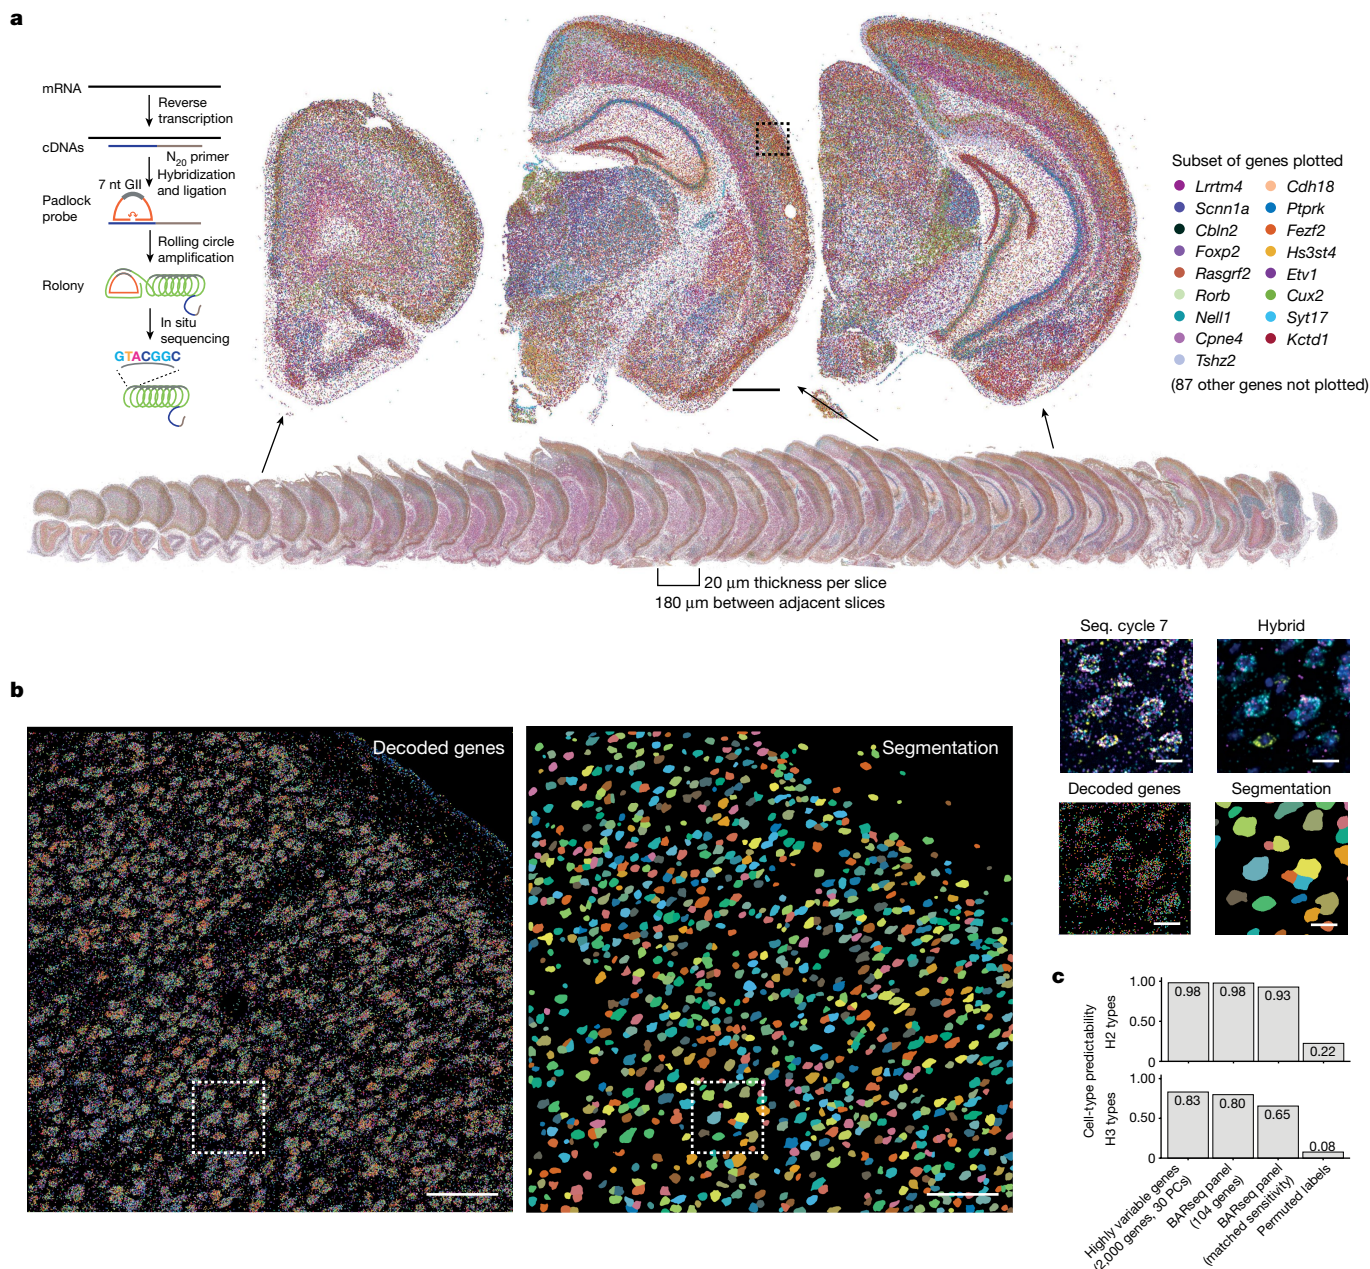 a
mRNA
Reverse
transcription
cDNAs
N20 primer
Hybridization
and ligation
7 nt GII
Padlock
probe
Rolling circle
amplification
Rolony
In situ
sequencing
GTACGGC
Subset of genes plotted
Lrrtm4
Scnn1a
Cbln2
Foxp2
Rasgrf2
Rorb
Nell1
Cpne4
Tshz2
Cdh18
Ptprk
Fezf2
Hs3st4
Etv1
Cux2
Syt17
Kctd1
(87 other genes not plotted)
20 μm thickness per slice
180 μm between adjacent slices
b
Decoded genes
Segmentation
Seq. cycle 7
Hybrid
Decoded genes
Segmentation
c
Cell-type predictability
H2 types
1.00
0.50
0
0.98
0.98
0.93
0.22
H3 types
1.00
0.50
0
0.83
0.80
0.65
0.08
Highly variable genes
(2,000 genes, 30 PCs)
BARseq panel
(104 genes)
BARseq panel
(matched sensitivity)
Permuted labels